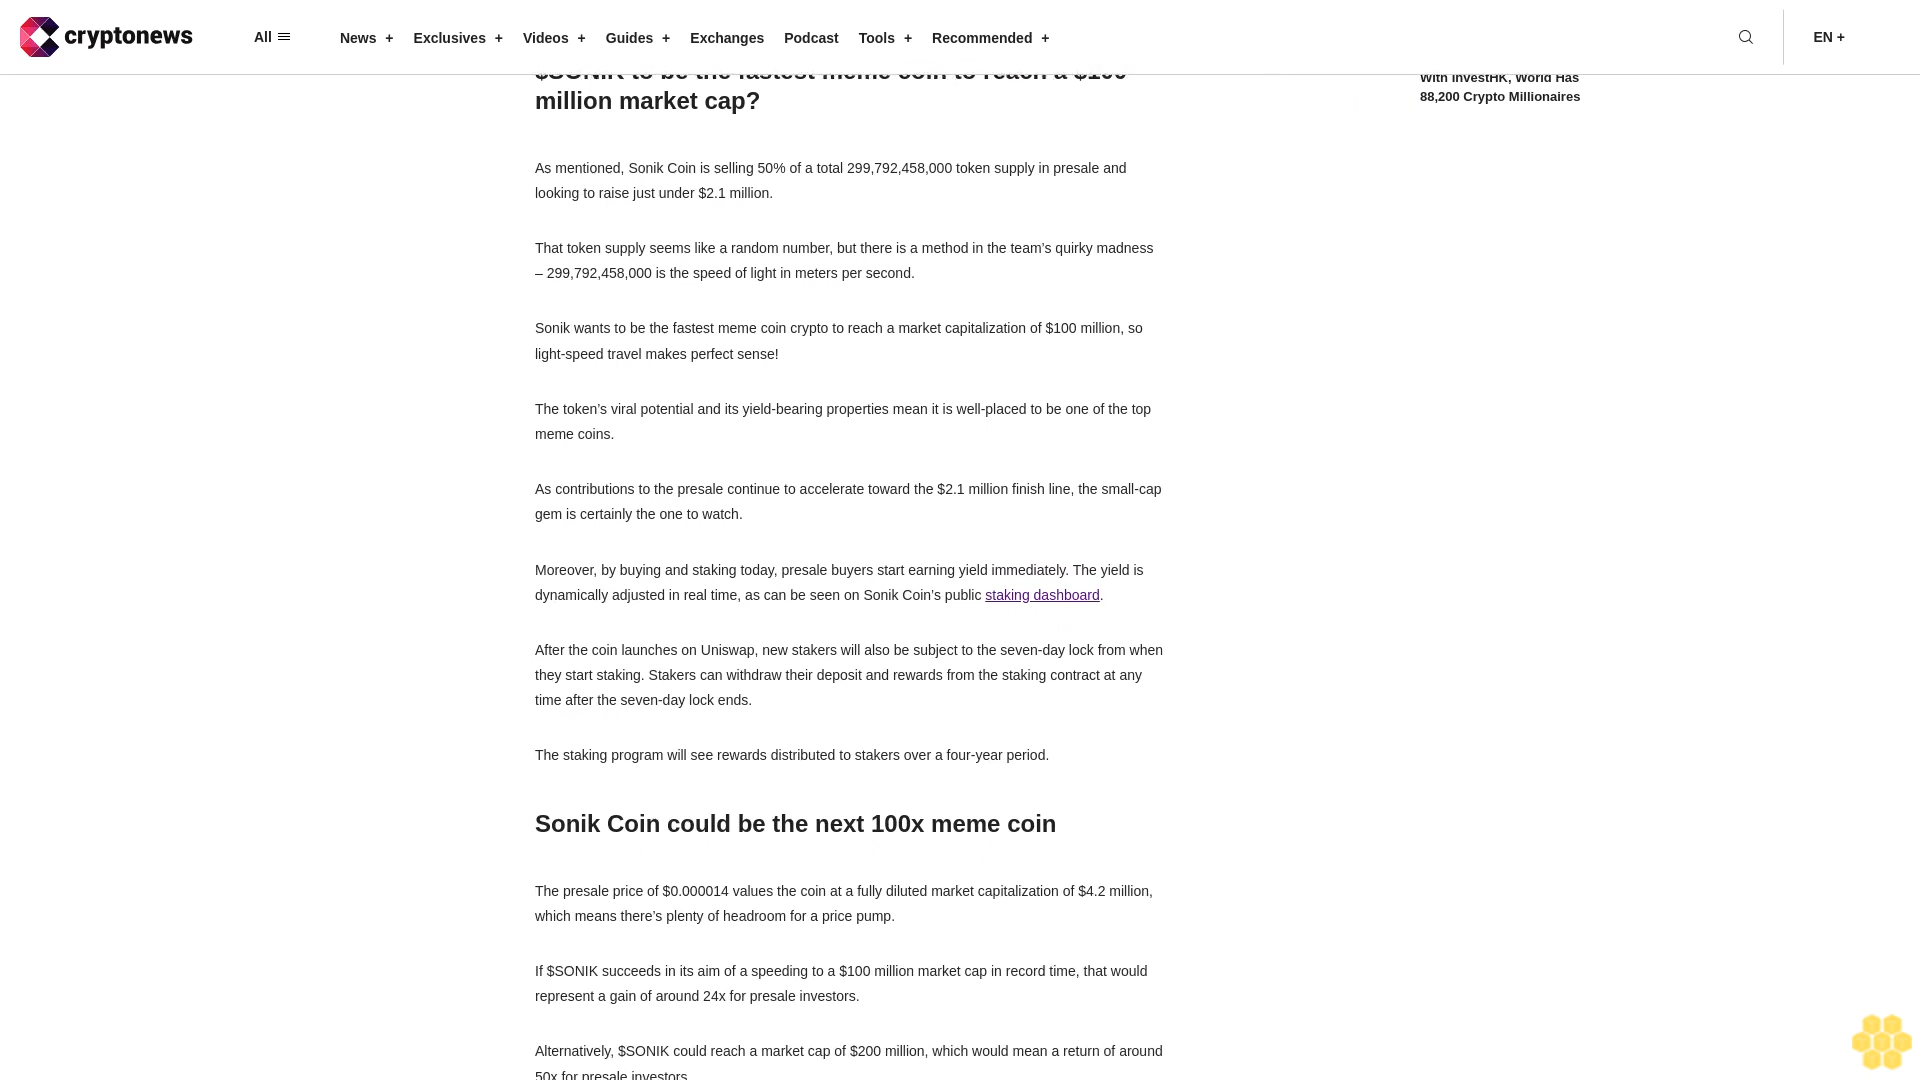 cryptonews
All
News +
Exclusives +
Videos +
Guides +
Exchanges
Podcast
Tools +
Recommended +
EN +
$SONIK to be the fastest meme coin to reach a $100
million market cap?
As mentioned, Sonik Coin is selling 50% of a total 299,792,458,000 token supply in presale and
looking to raise just under $2.1 million.
That token supply seems like a random number, but there is a method in the team’s quirky madness
– 299,792,458,000 is the speed of light in meters per second.
Sonik wants to be the fastest meme coin crypto to reach a market capitalization of $100 million, so
light-speed travel makes perfect sense!
The token’s viral potential and its yield-bearing properties mean it is well-placed to be one of the top
meme coins.
As contributions to the presale continue to accelerate toward the $2.1 million finish line, the small-cap
gem is certainly the one to watch.
Moreover, by buying and staking today, presale buyers start earning yield immediately. The yield is
dynamically adjusted in real time, as can be seen on Sonik Coin’s public staking dashboard.
After the coin launches on Uniswap, new stakers will also be subject to the seven-day lock from when
they start staking. Stakers can withdraw their deposit and rewards from the staking contract at any
time after the seven-day lock ends.
The staking program will see rewards distributed to stakers over a four-year period.
Sonik Coin could be the next 100x meme coin
The presale price of $0.000014 values the coin at a fully diluted market capitalization of $4.2 million,
which means there’s plenty of headroom for a price pump.
If $SONIK succeeds in its aim of a speeding to a $100 million market cap in record time, that would
represent a gain of around 24x for presale investors.
Alternatively, $SONIK could reach a market cap of $200 million, which would mean a return of around
50x for presale investors.
With InvestHK, World Has
88,200 Crypto Millionaires